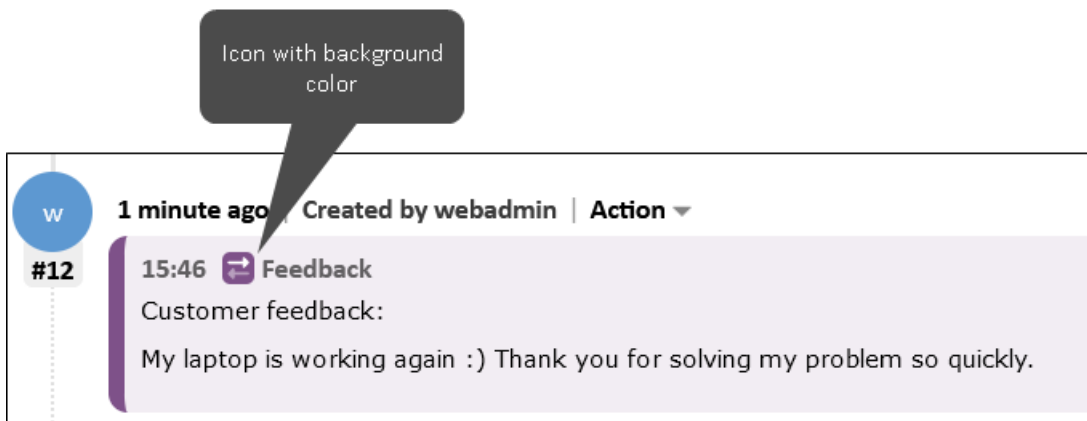 Icon with background
color
w
1 minute ago | Created by webadmin | Action
#12
15:46 Feedback
Customer feedback:
My laptop is working again :) Thank you for solving my problem so quickly.